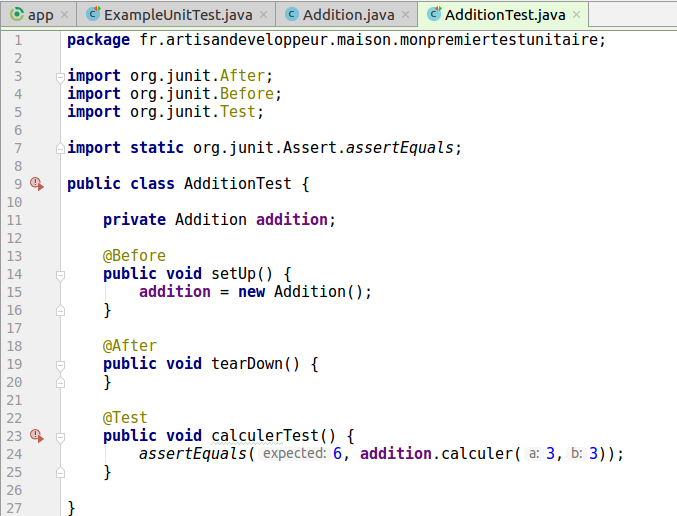 app ExampleUnitTest.java Addition.java AdditionTest.java
1 package fr.artisandeveloppeur.maison.monpremiertestunitaire;
2
3 import org.junit.After;
4 import org.junit.Before;
5 import org.junit.Test;
6
7 import static org.junit.Assert.assertEquals;
8
9 public class AdditionTest {
10
11 private Addition addition;
12
13 @Before
14 public void setUp() {
15 addition = new Addition();
16 }
17
18 @After
19 public void tearDown() {
20 }
21
22 @Test
23 public void calculerTest() {
24 assertEquals( expected: 6, addition.calculer( a: 3, b: 3));
25 }
26
27 }